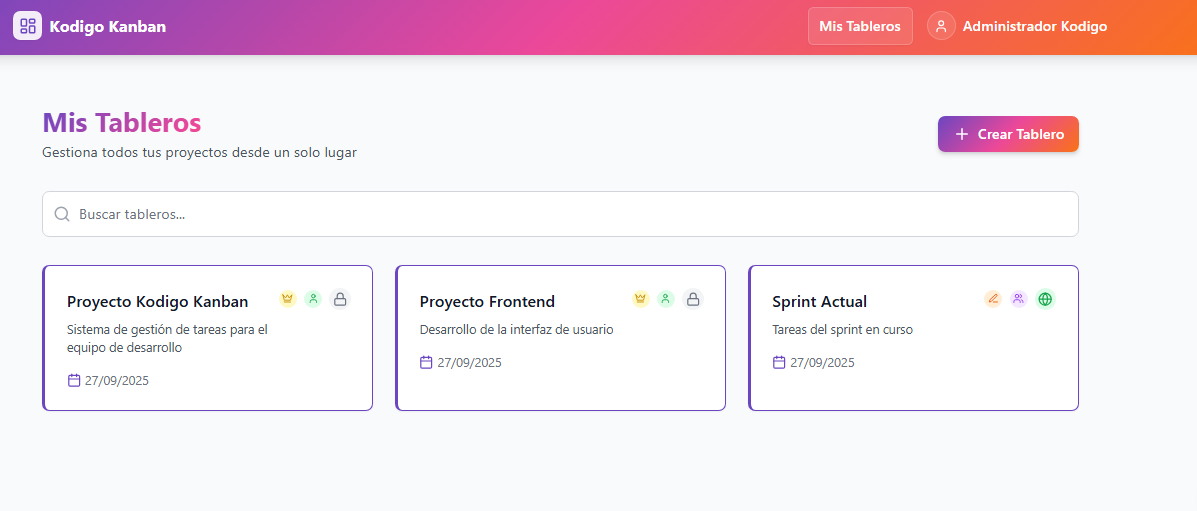 Kodigo Kanban
Mis Tableros
Administrador Kodigo
Mis Tableros
Gestiona todos tus proyectos desde un solo lugar
Crear Tablero
Buscar tableros...
Proyecto Kodigo Kanban
Sistema de gestión de tareas para el
equipo de desarrollo
27/09/2025
Proyecto Frontend
Desarrollo de la interfaz de usuario
27/09/2025
Sprint Actual
Tareas del sprint en curso
27/09/2025